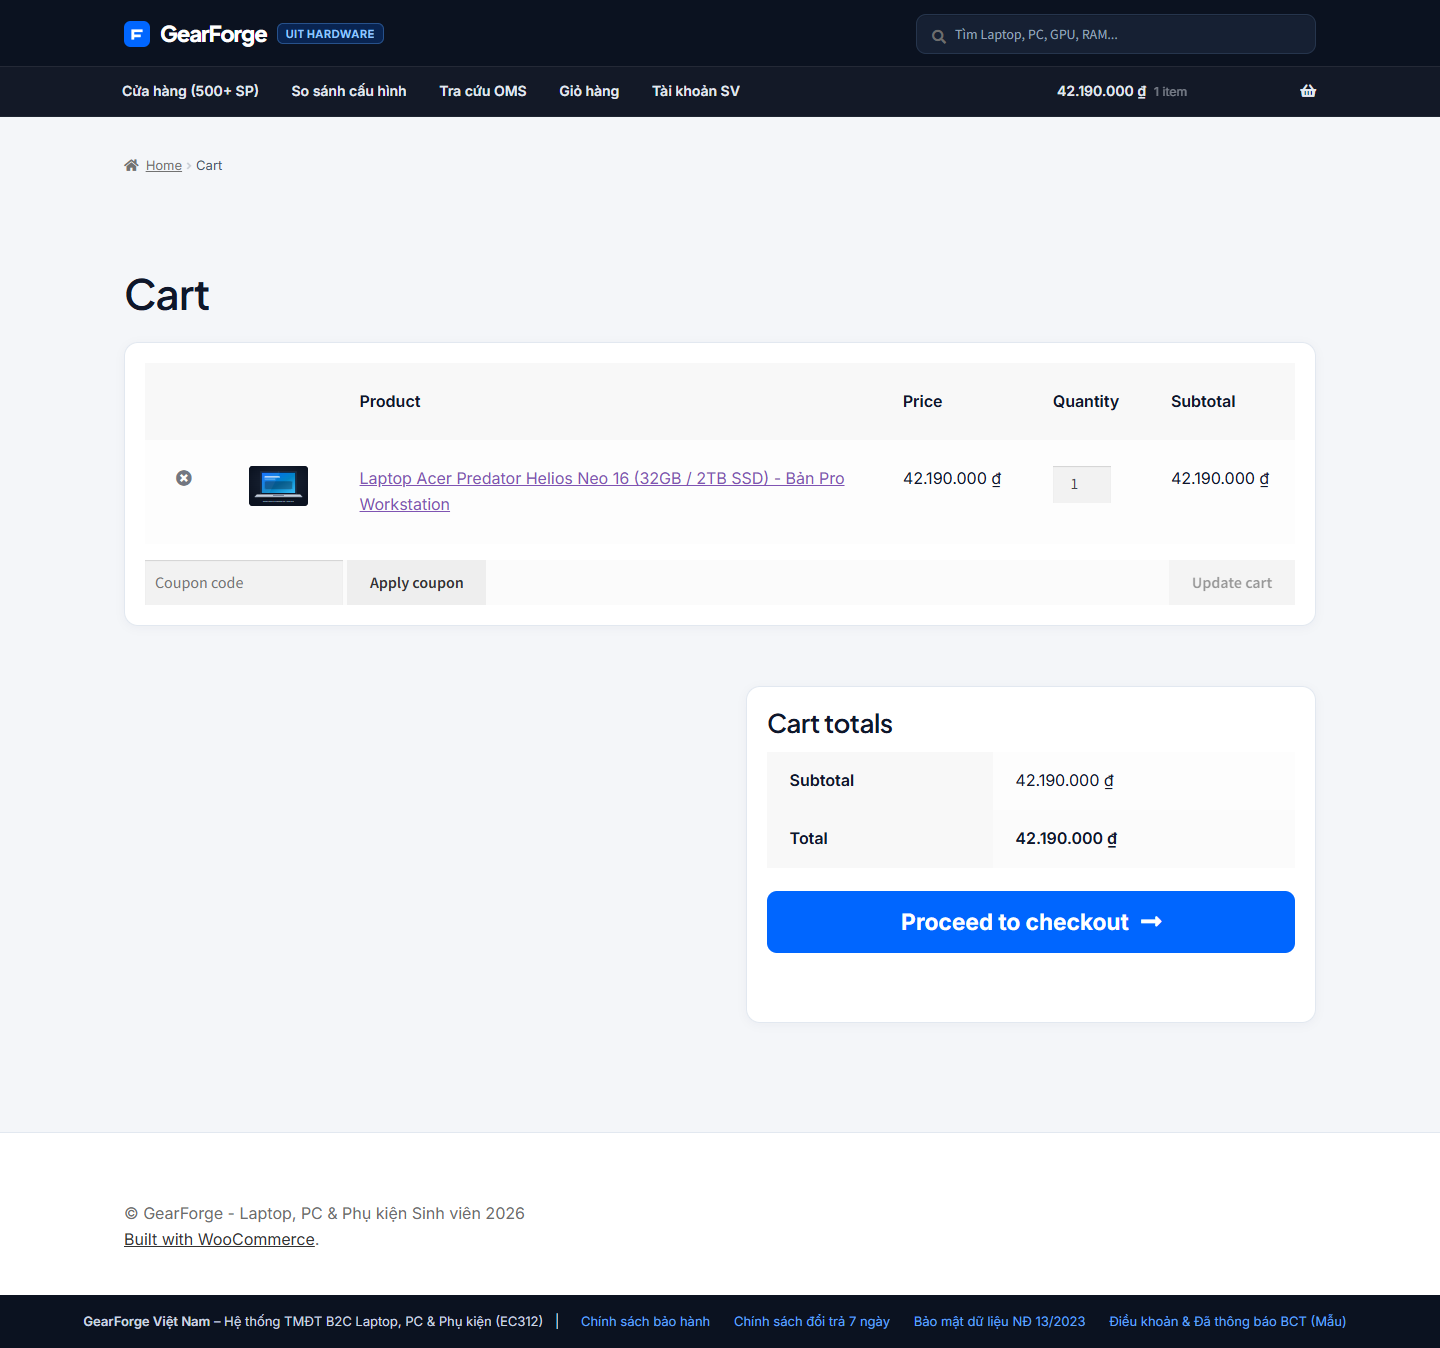 GearForge UIT HARDWARE
Tìm Laptop, PC, GPU, RAM...
Cửa hàng (500+ SP) So sánh cấu hình Tra cứu OMS Giỏ hàng Tài khoản SV 42.190.000 ₫ 1 item
Home Cart
Cart
Product Price Quantity Subtotal
Laptop Acer Predator Helios Neo 16 (32GB / 2TB SSD) - Bản Pro 42.190.000 ₫ 1 42.190.000 ₫
Workstation
Coupon code Apply coupon Update cart
Cart totals
Subtotal 42.190.000 ₫
Total 42.190.000 ₫
Proceed to checkout
© GearForge - Laptop, PC & Phụ kiện Sinh viên 2026
Built with WooCommerce.
GearForge Việt Nam – Hệ thống TMĐT B2C Laptop, PC & Phụ kiện (EC312) | Chính sách bảo hành Chính sách đổi trả 7 ngày Bảo mật dữ liệu NĐ 13/2023 Điều khoản & Đã thông báo BCT (Mẫu)